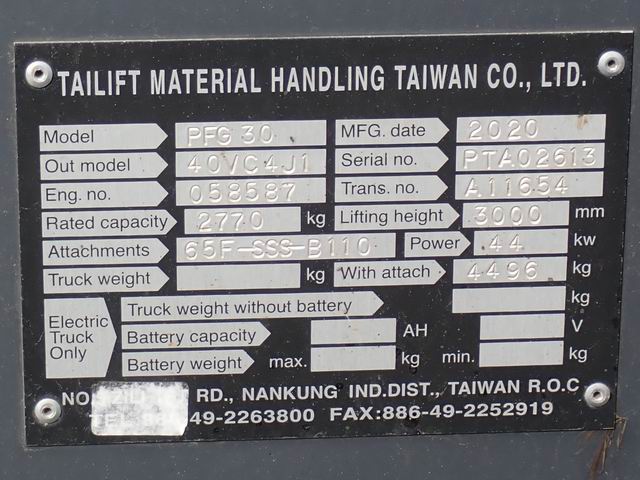 TAILIFT MATERIAL HANDLING TAIWAN CO., LTD.
Model PFG 30 MFG. date 2020
Out model 40VC4J1 Serial no. PTA02613
Eng. no. 058587 Trans. no. A11654
Rated capacity 2770 kg Lifting height 3000 mm
Attachments 65F-SSS-B110 Power 44 kw
Truck weight kg With attach 4496 kg
Electric Truck Only
Truck weight without battery kg
Battery capacity AH V
Battery weight max. kg min. kg
RD., NANKUNG IND.DIST., TAIWAN R.O.C
49-2263800 FAX:886-49-2252919